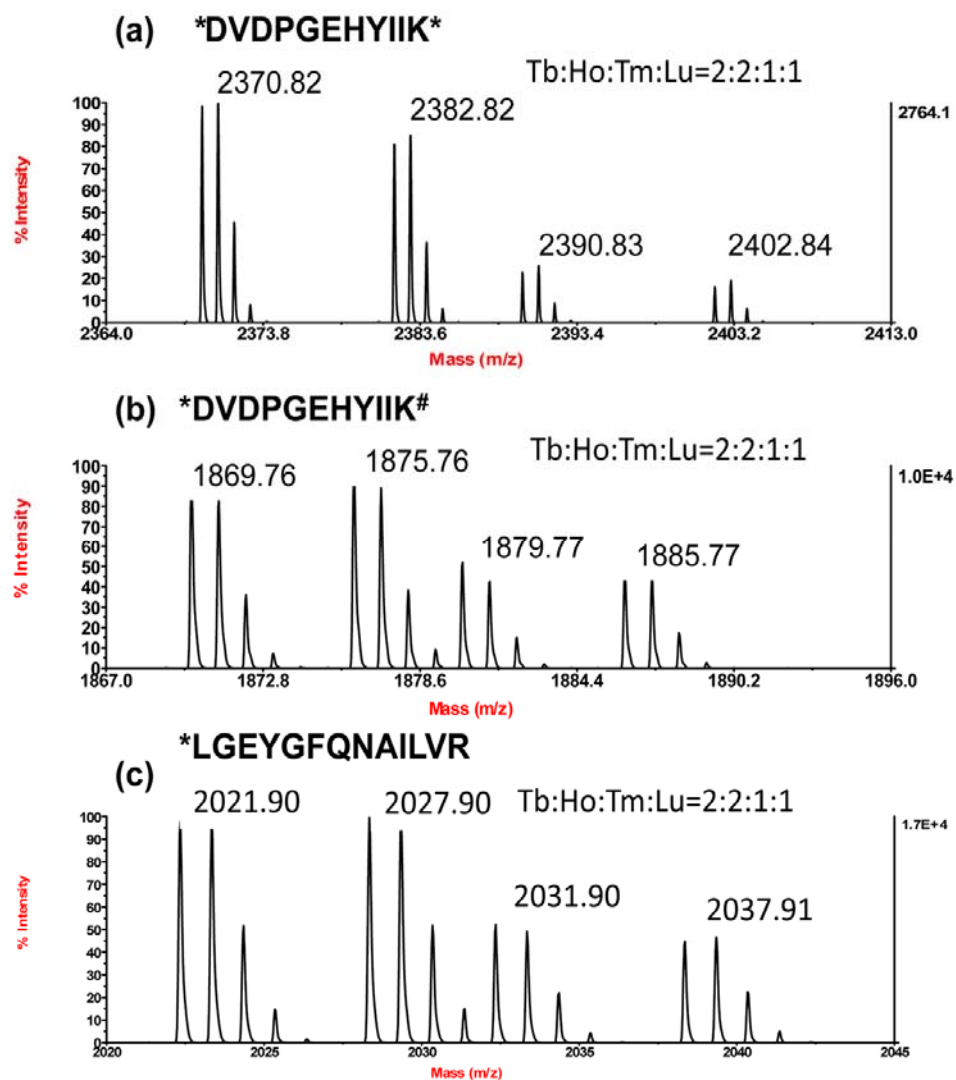 (a) *DVDPGEHYIIK*
Tb:Ho:Tm:Lu=2:2:1:1
2370.82
2382.82
2390.83
2402.84
100
90
80
70
60
50
40
30
20
10
0
% Intensity
2764.1
2364.0 2373.8 2383.6 2393.4 2403.2 2413.0
Mass (m/z)
(b) *DVDPGEHYIIK#
Tb:Ho:Tm:Lu=2:2:1:1
1869.76
1875.76
1879.77
1885.77
100
90
80
70
60
50
40
30
20
10
0
% Intensity
1.0E+4
1867.0 1872.8 1878.6 1884.4 1890.2 1896.0
Mass (m/z)
(c) *LGEYGFQNAILVR
Tb:Ho:Tm:Lu=2:2:1:1
2021.90
2027.90
2031.90
2037.91
100
90
80
70
60
50
40
30
20
10
0
% Intensity
1.7E+4
2020 2025 2030 2035 2040 2045
Mass (m/z)